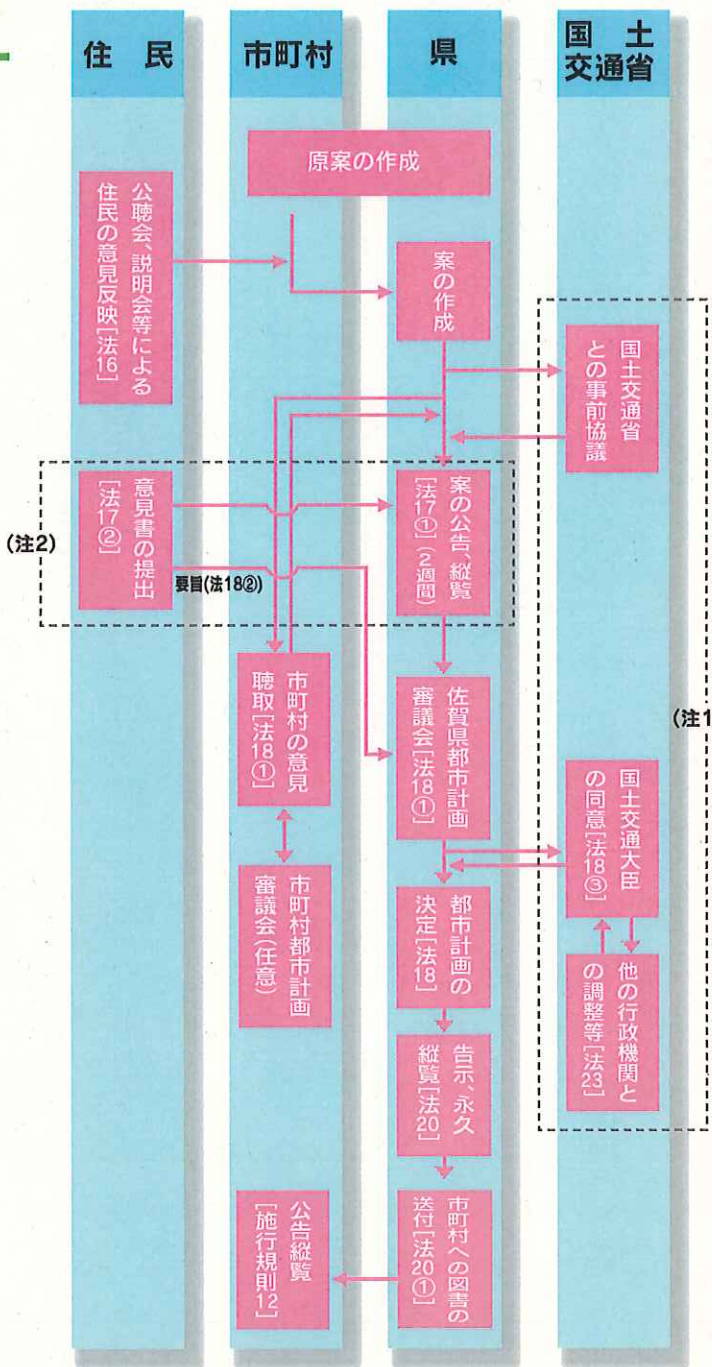 住　民
市町村
県
国　土
交通省
原案の作成
公聴会、説明会等による
住民の意見反映[法16]
案の作成
国土交通省
との事前協議
(注2)
意見書の提出
[法17②]
要旨(法18②)
案の公告、縦覧
[法17①](2週間)
市町村の意見
聴取[法18①]
佐賀県都市計画
審議会[法18①]
(注1
国土交通大臣
の同意[法18③]
市町村都市計画
審議会(任意)
都市計画の
決定[法18]
他の行政機関と
の調整等[法23]
告示、永久
縦覧[法20]
公告縦覧
[施行規則12]
市町村への図書の
送付[法20①]